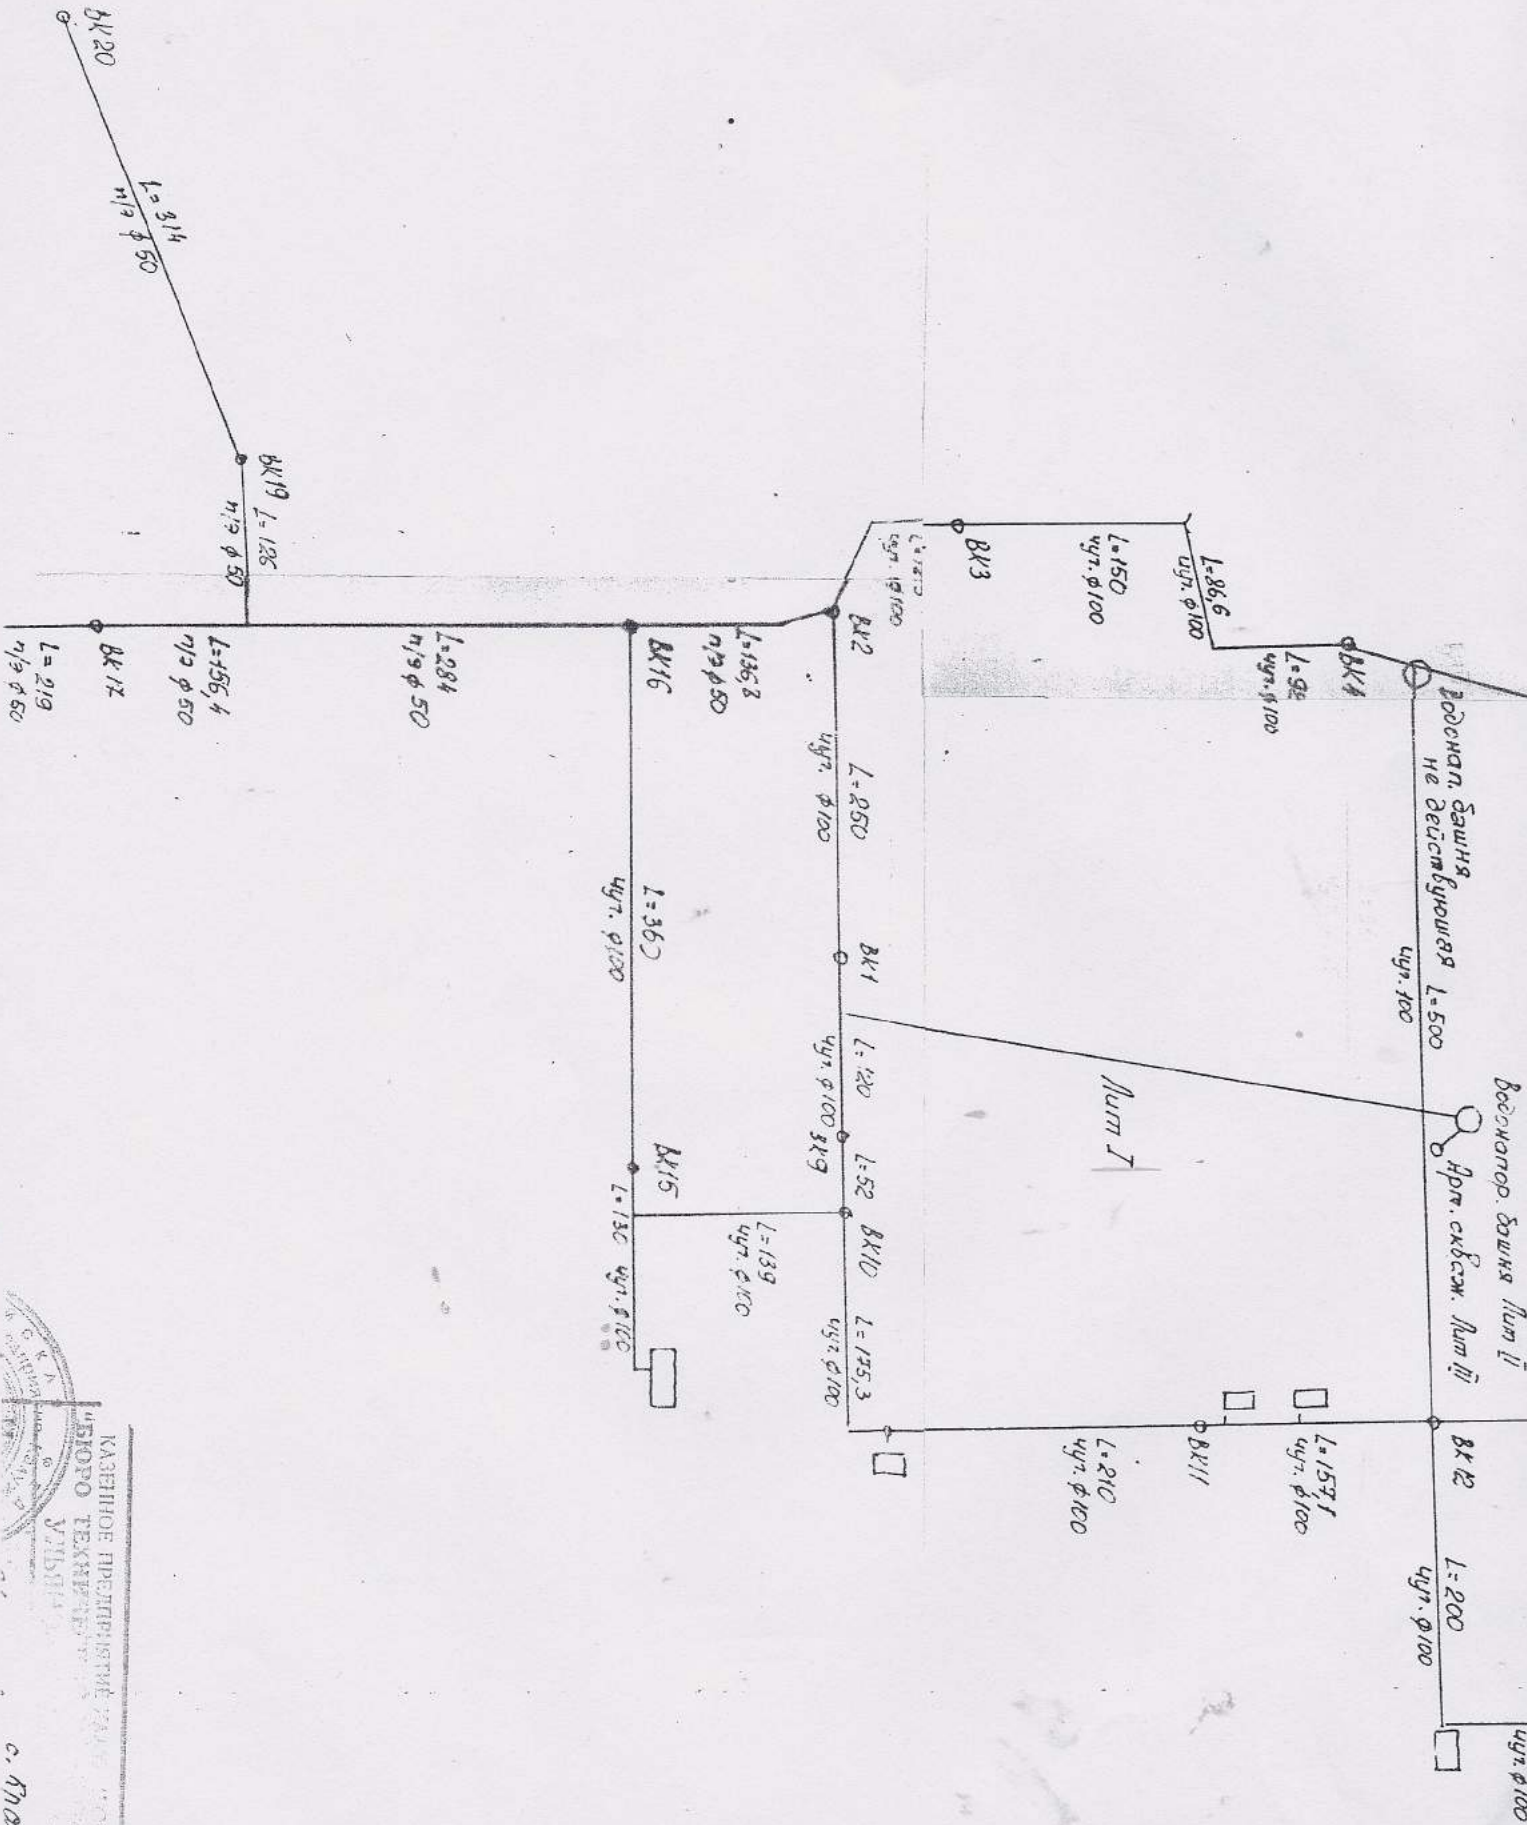 Водонапор. башня Лит II
Арт. скваж. Лит III
водонап. башня
не действующая
L=500
чуг. 100
ВК4
L=92
чуг. ф100
L=86,6
чуг. ф100
L=150
чуг. ф100
ВК3
чуг. ф100
ВК2
L=250
чуг. ф100
ВК1
L=120
чуг. ф100
ВК9
L=52
ВК10
L=175,3
чуг. ф100
Лит I
ВК12
L=200
чуг. ф100
чуг. ф100
L=157,1
чуг. ф100
ВК11
L=210
чуг. ф100
L=136,8
п/э ф50
ВК16
L=360
чуг. ф100
ВК15
L=139
чуг. ф100
L=130 чуг. ф100
L=284
п/э ф50
L=156,4
п/э ф50
ВК17
L=219
п/э ф50
ВК19
L=126
п/э ф50
L=314
п/э ф50
ВК20
КАЗЕННОЕ ПРЕДПРИЯТИЕ
"БЮРО
с.